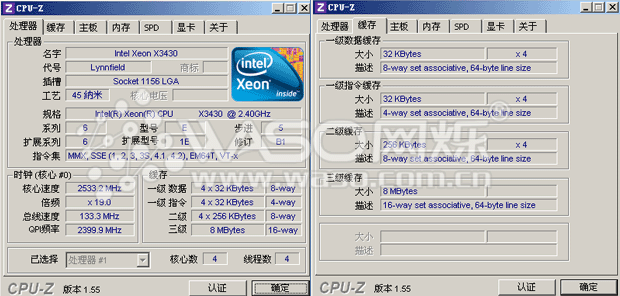 CPU-Z
处理器 缓存 主板 内存 SPD 显卡 关于
处理器
名字 Intel Xeon X3430
代号 Lynnfield 商标
插槽 Socket 1156 LGA
工艺 45 纳米 核心电压
intel
Xeon
inside
规格 Intel(R) Xeon(R) CPU X3430 @ 2.40GHz
系列 6 型号 E 步进 5
扩展系列 6 扩展型号 1E 修订 B1
指令集 MMX, SSE (1, 2, 3, 3S, 4.1, 4.2), EM64T, VT-x
时钟 (核心 #0)
核心速度 2533.2 MHz
倍频 x 19.0
总线速度 133.3 MHz
QPI频率 2399.9 MHz
缓存
一级 数据 4 x 32 KBytes 8-way
一级 指令 4 x 32 KBytes 4-way
二级 4 x 256 KBytes 8-way
三级 8 MBytes 16-way
已选择 处理器 #1 核心数 4 线程数 4
CPU-Z 版本 1.55 认证 确定
CPU-Z
处理器 缓存 主板 内存 SPD 显卡 关于
一级数据缓存
大小 32 KBytes x 4
描述 8-way set associative, 64-byte line size
一级指令缓存
大小 32 KBytes x 4
描述 4-way set associative, 64-byte line size
二级缓存
大小 256 KBytes x 4
描述 8-way set associative, 64-byte line size
三级缓存
大小 8 MBytes
描述 16-way set associative, 64-byte line size
大小
描述
CPU-Z 版本 1.55 认证 确定
WASU网烁